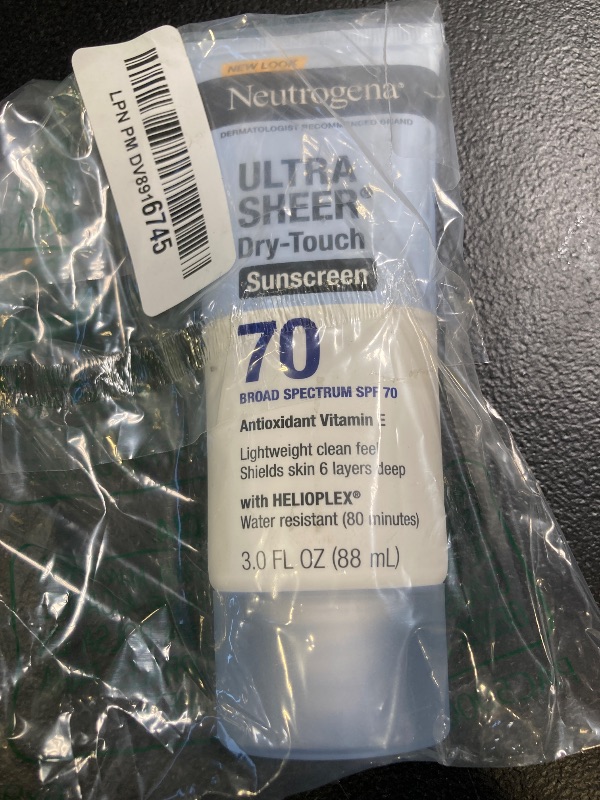 LPN PM DV8916745
NEW LOOK
Neutrogena®
DERMATOLOGIST RECOMMENDED BRAND
ULTRA
SHEER®
Dry-Touch
Sunscreen
70
BROAD SPECTRUM SPF 70
Antioxidant Vitamin E
Lightweight clean feel
Shields skin 6 layers deep
with HELIOPLEX®
Water resistant (80 minutes)
3.0 FL OZ (88 mL)